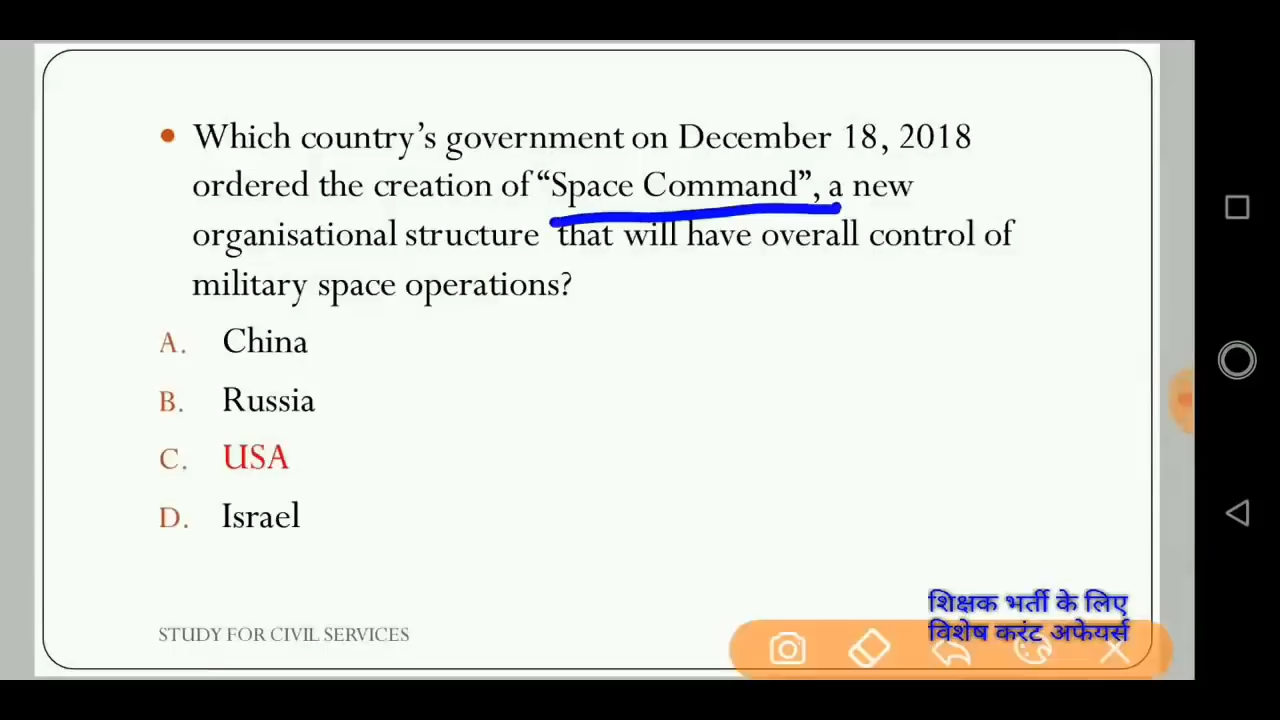 Which country’s government on December 18, 2018
ordered the creation of “Space Command”, a new
organisational structure that will have overall control of
military space operations?
A. China
B. Russia
C. USA
D. Israel
शिक्षक भर्ती के लिए
विशेष करंट अफेयर्स
STUDY FOR CIVIL SERVICES